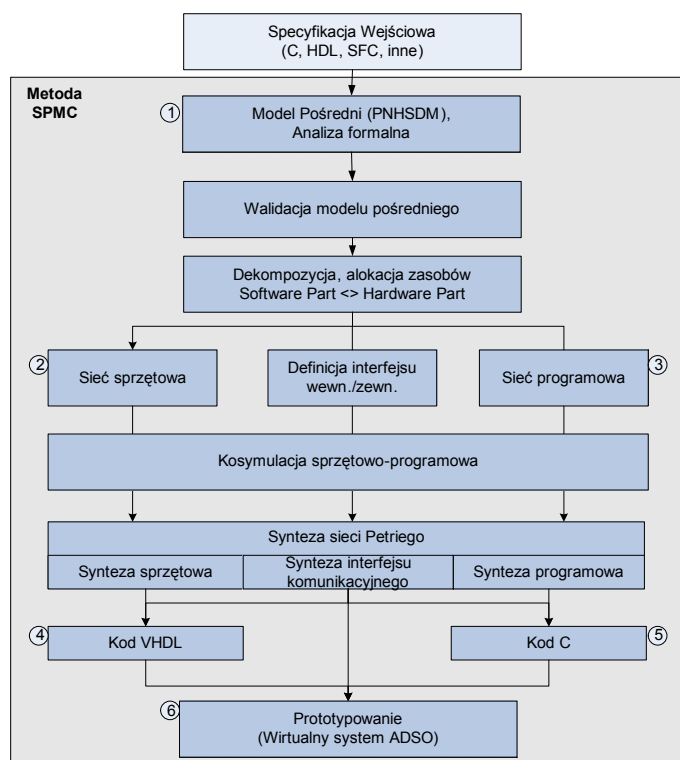 Specyfikacja Wejściowa
(C, HDL, SFC, inne)
Metoda
SPMC
1
Model Pośredni (PNHSDM),
Analiza formalna
Walidacja modelu pośredniego
Dekompozycja, alokacja zasobów
Software Part <> Hardware Part
2
Sieć sprzętowa
Definicja interfejsu
wewn./zewn.
Sieć programowa
3
Kosymulacja sprzętowo-programowa
Synteza sieci Petriego
Synteza sprzętowa
Synteza interfejsu
komunikacyjnego
Synteza programowa
4
Kod VHDL
Kod C
5
6
Prototypowanie
(Wirtualny system ADSO)